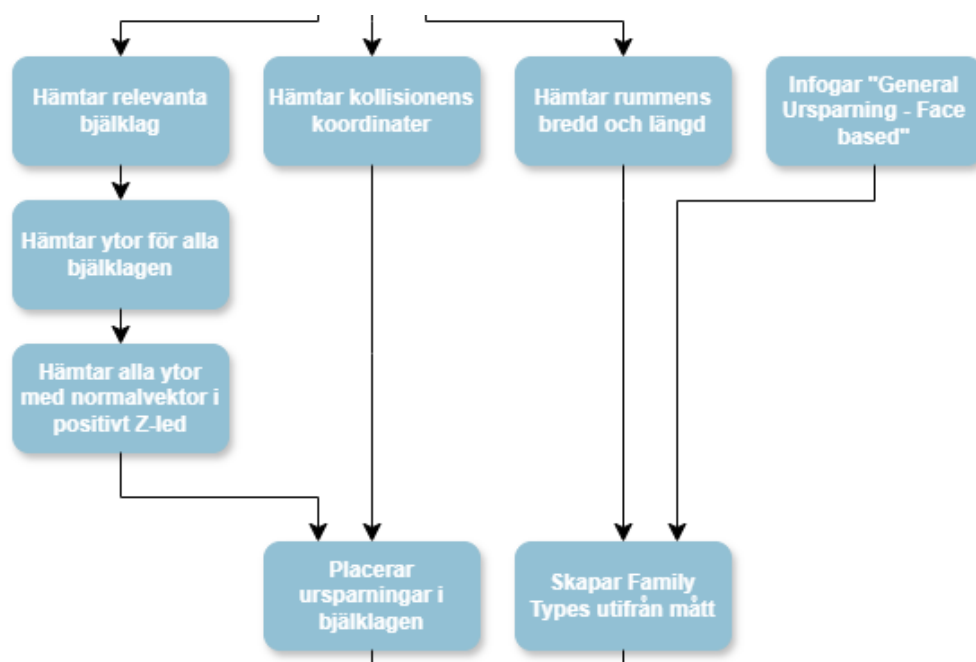 Hämtar relevanta
bjälklag
Hämtar kollisionens
koordinater
Hämtar rummens
bredd och längd
Infogar "General
Ursparning - Face
based"
Hämtar ytor för alla
bjälklagen
Hämtar alla ytor
med normalvektor i
positivt Z-led
Placerar
ursparningar i
bjälklagen
Skapar Family
Types utifrån mått